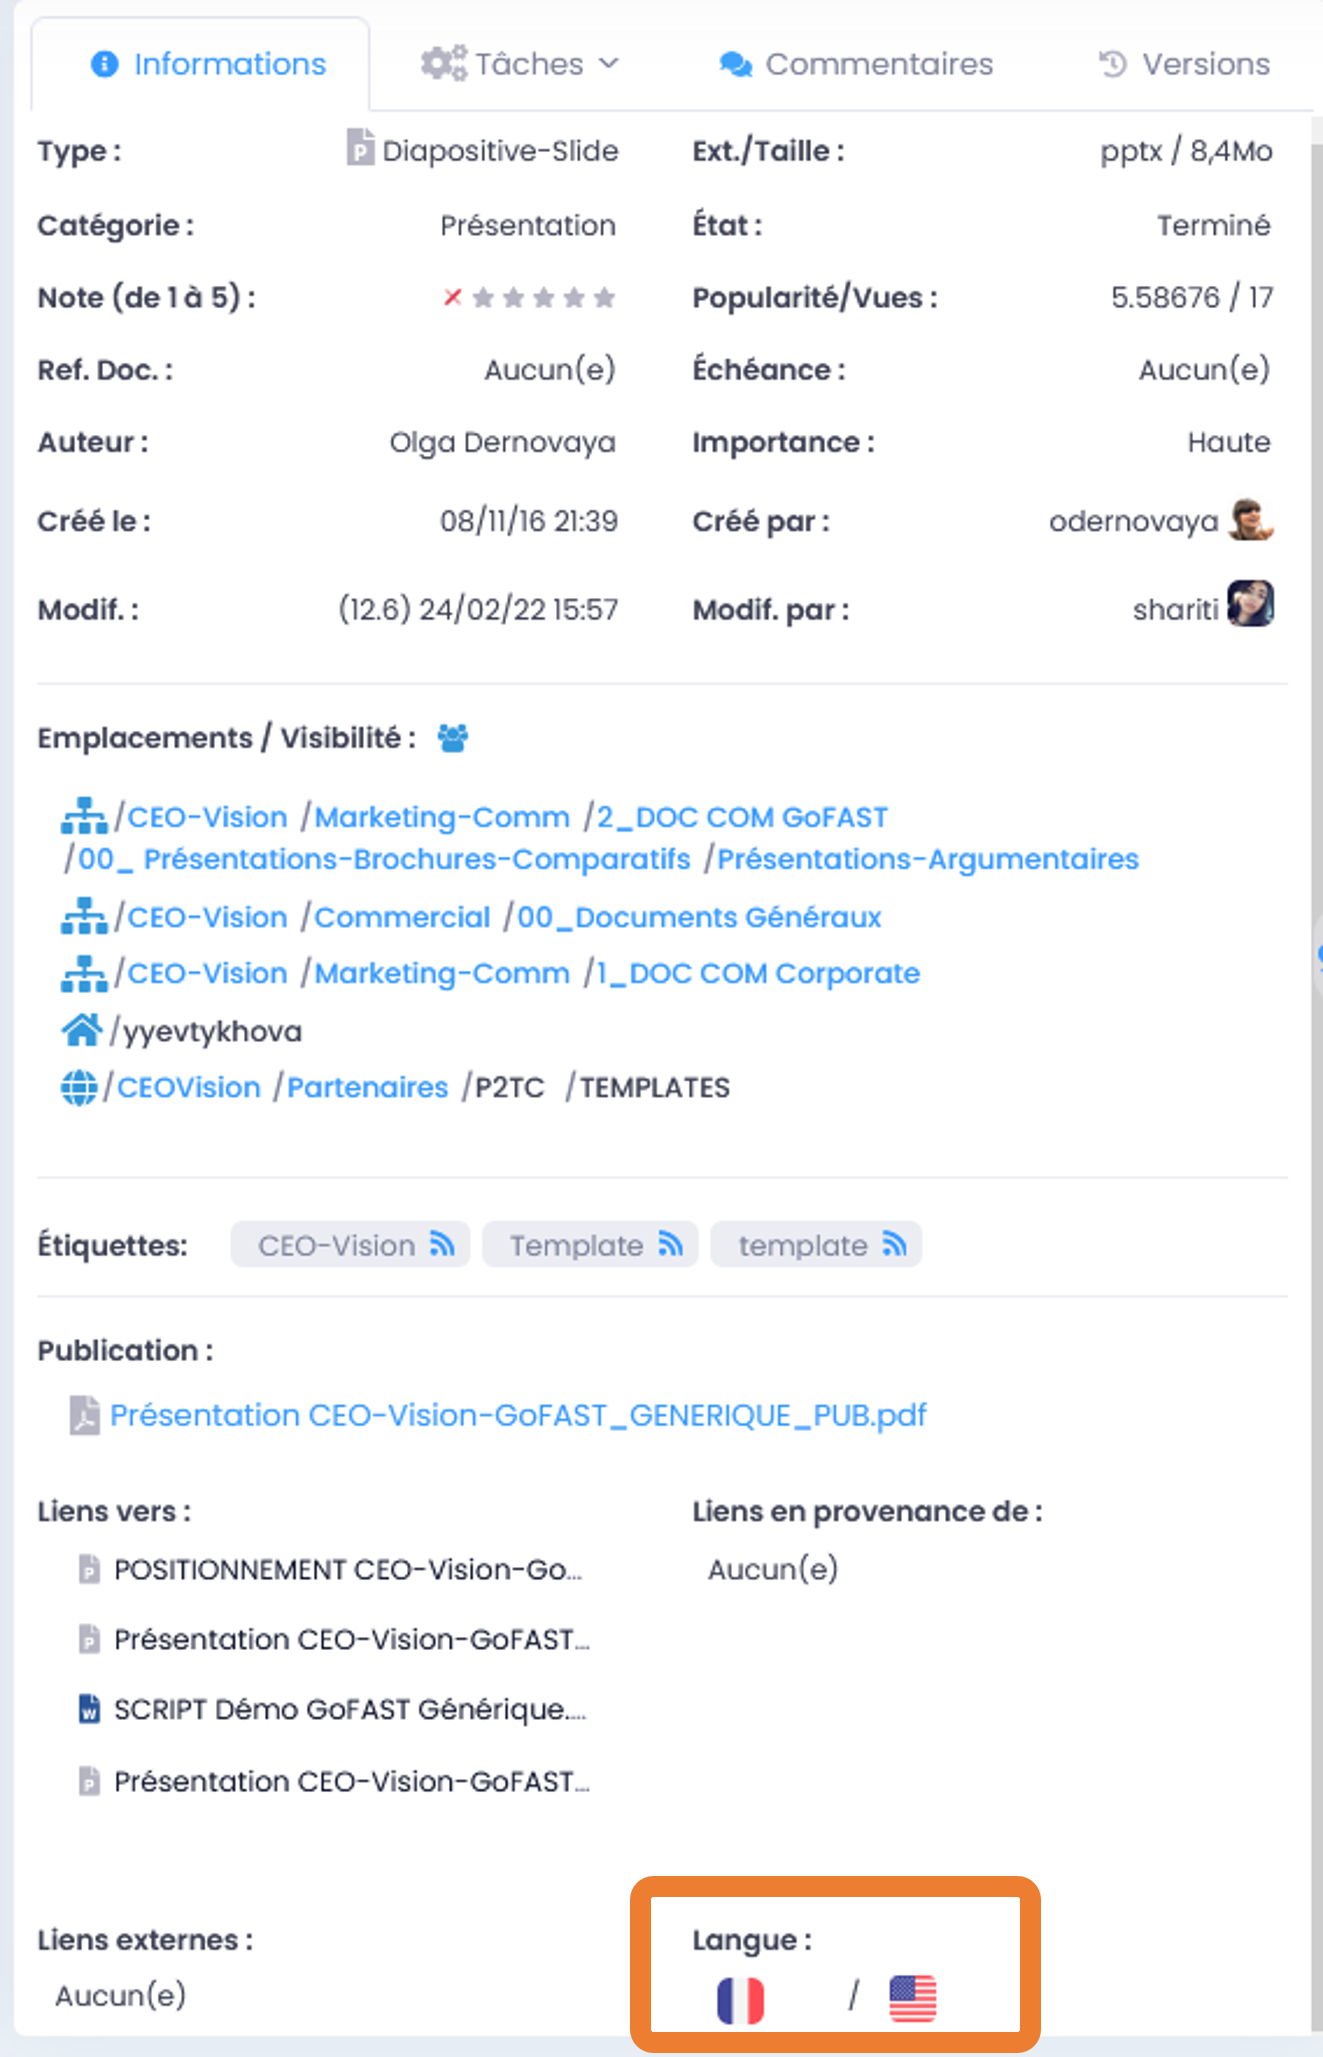 Informations Tâches Commentaires Versions
Type : Diapositive-Slide Ext./Taille : pptx / 8,4Mo
Catégorie : Présentation État : Terminé
Note (de 1 à 5) : Popularité/Vues : 5.58676 / 17
Ref. Doc. : Aucun(e) Échéance : Aucun(e)
Auteur : Olga Dernovaya Importance : Haute
Créé le : 08/11/16 21:39 Créé par : odernovaya
Modif. : (12.6) 24/02/22 15:57 Modif. par : shariti
Emplacements / Visibilité :
/CEO-Vision /Marketing-Comm /2_DOC COM GoFAST
/00_ Présentations-Brochures-Comparatifs /Présentations-Argumentaires
/CEO-Vision /Commercial /00_Documents Généraux
/CEO-Vision /Marketing-Comm /1_DOC COM Corporate
/yyevtykhova
/CEOVision /Partenaires /P2TC /TEMPLATES
Étiquettes: CEO-Vision Template template
Publication :
Présentation CEO-Vision-GoFAST_GENERIQUE_PUB.pdf
Liens vers : Liens en provenance de :
POSITIONNEMENT CEO-Vision-Go... Aucun(e)
Présentation CEO-Vision-GoFAST...
SCRIPT Démo GoFAST Générique....
Présentation CEO-Vision-GoFAST...
Liens externes : Langue :
Aucun(e) /